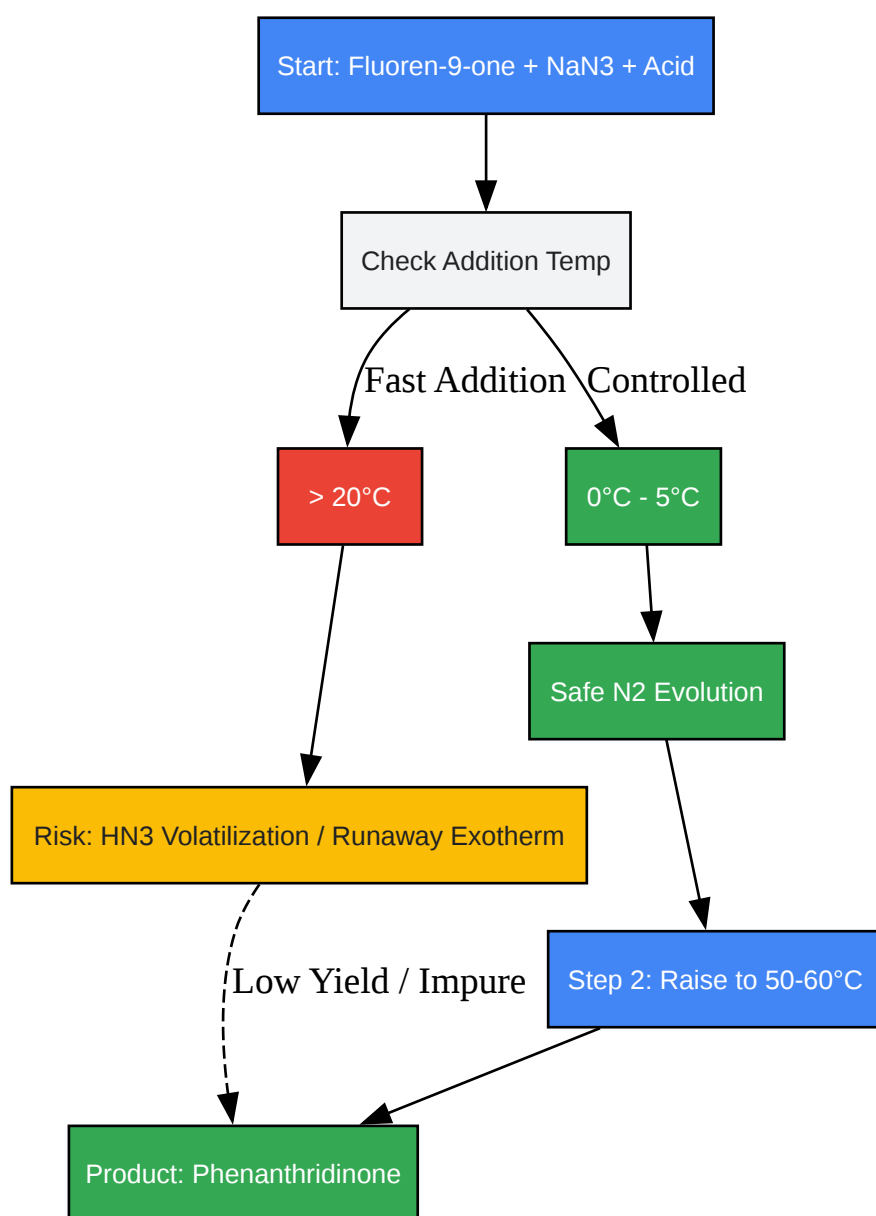 Start: Fluoren-9-one + NaN3 + Acid
Check Addition Temp
Fast Addition
Controlled
> 20°C
0°C - 5°C
Safe N2 Evolution
Risk: HN3 Volatilization / Runaway Exotherm
Step 2: Raise to 50-60°C
Low Yield / Impure
Product: Phenanthridinone